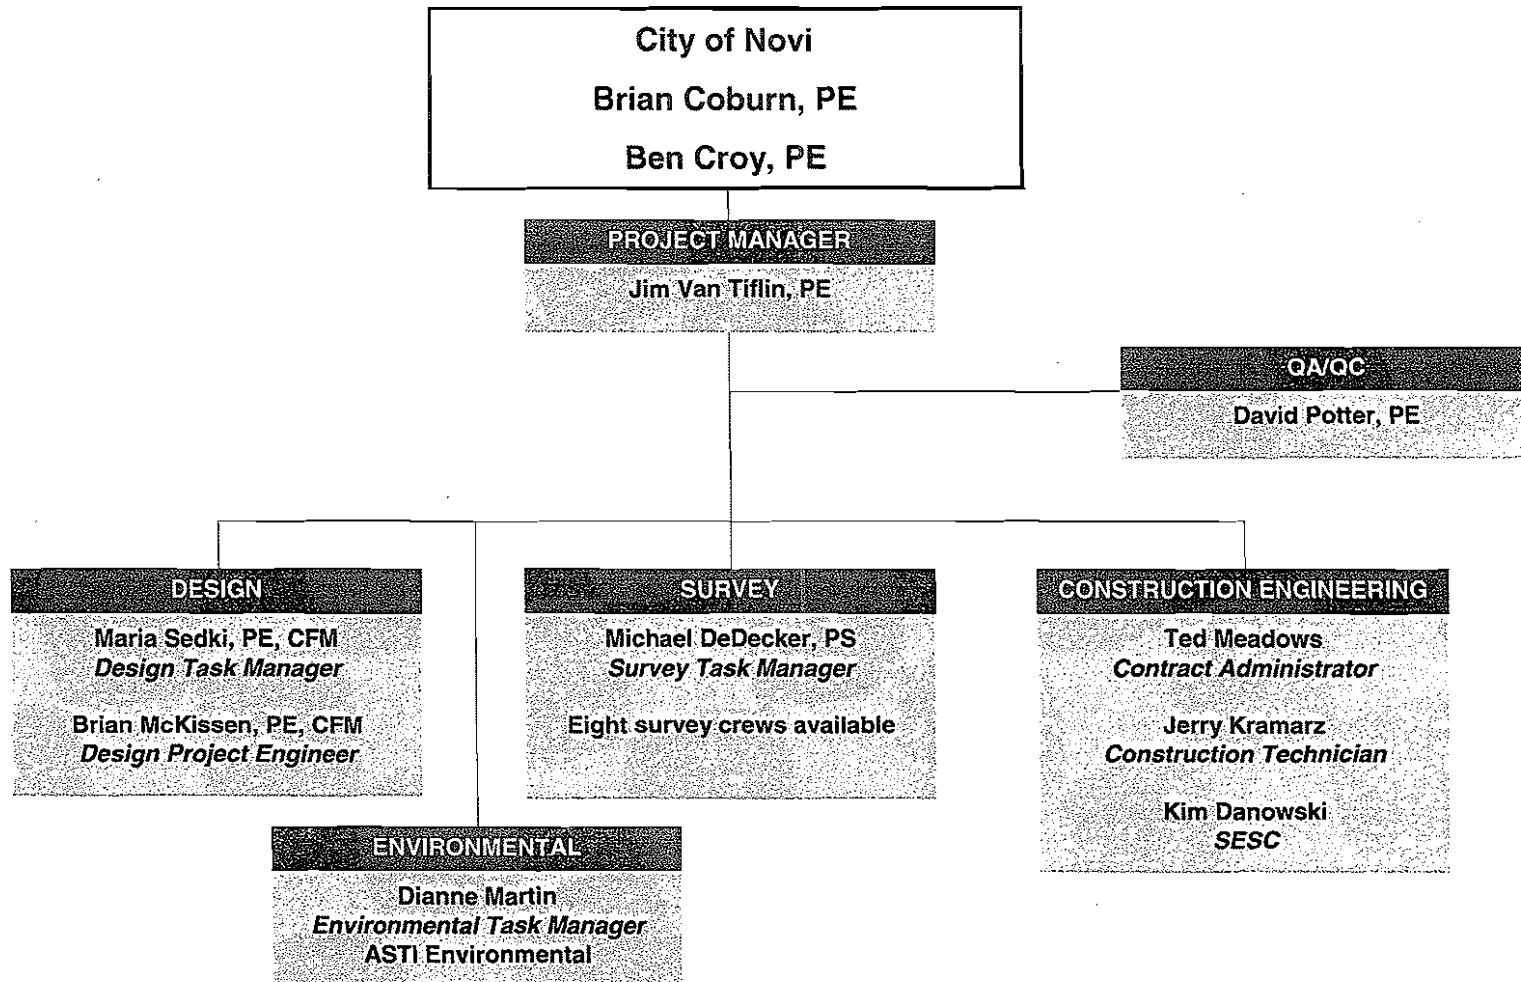 City of Novi
Brian Coburn, PE
Ben Croy, PE
PROJECT MANAGER
Jim Van Tiflin, PE
QA/QC
David Potter, PE
DESIGN
Maria Sedki, PE, CFM
Design Task Manager
Brian McKissen, PE, CFM
Design Project Engineer
SURVEY
Michael DeDecker, PS
Survey Task Manager
Eight survey crews available
CONSTRUCTION ENGINEERING
Ted Meadows
Contract Administrator
Jerry Kramarz
Construction Technician
Kim Danowski
SESC
ENVIRONMENTAL
Dianne Martin
Environmental Task Manager
ASTI Environmental